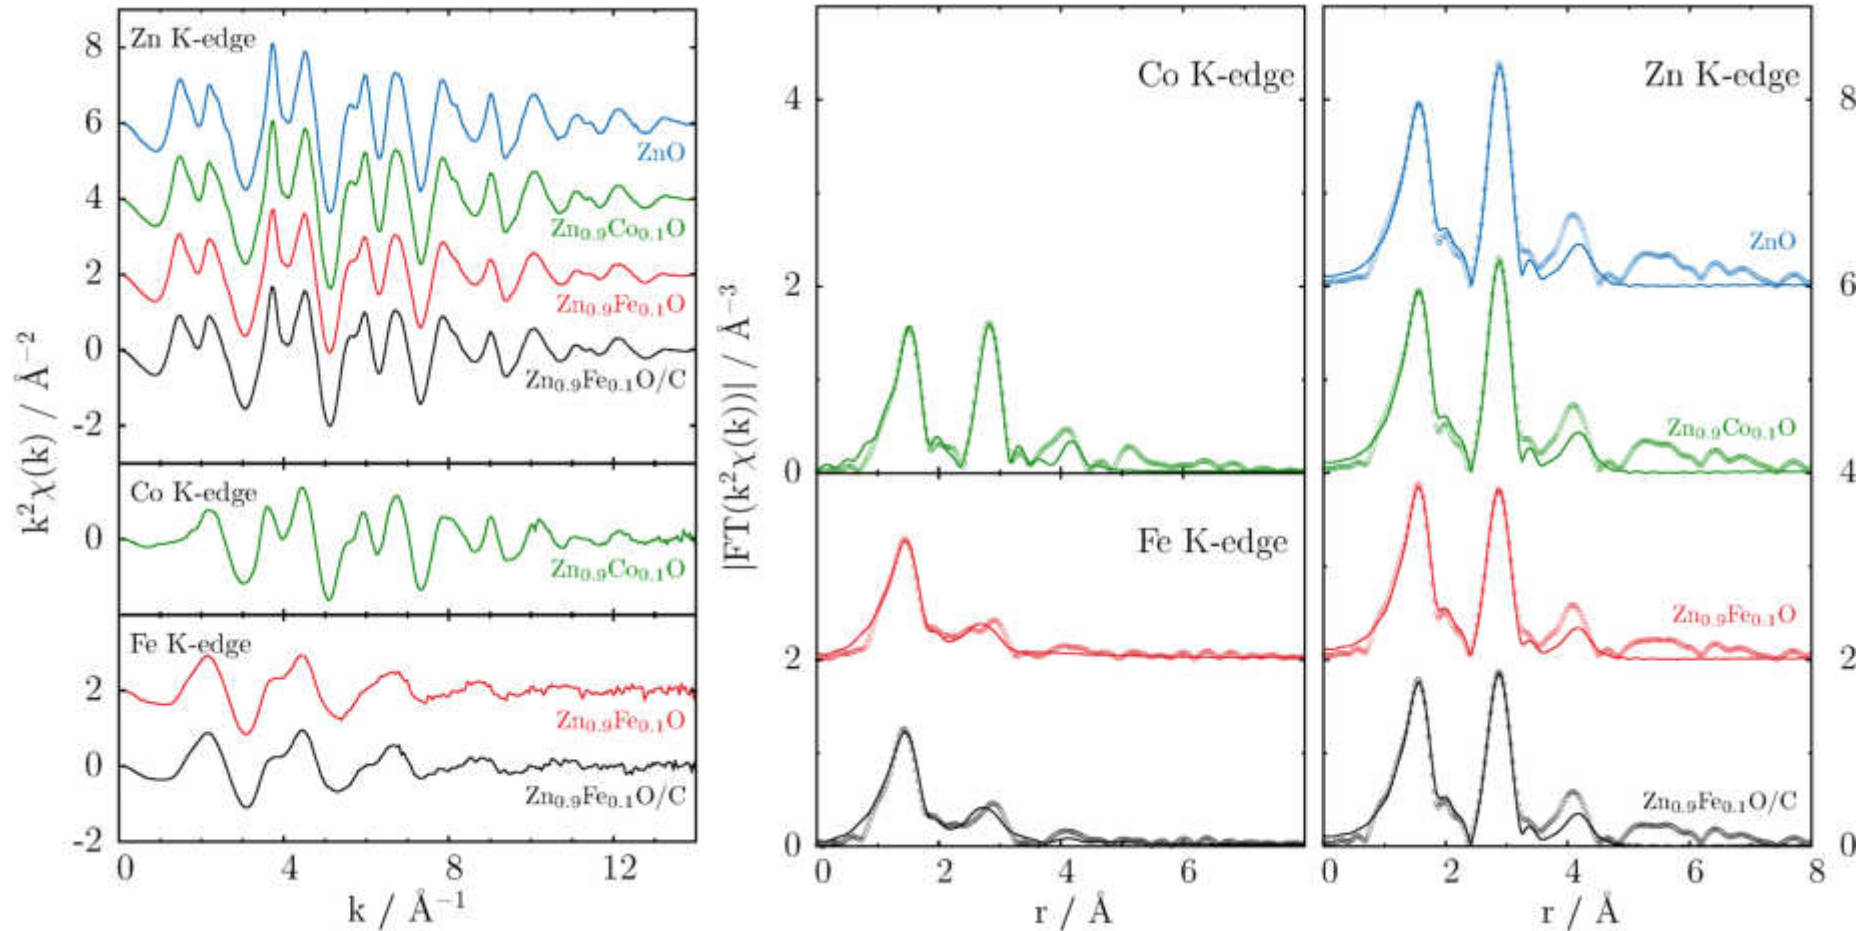 Zn K-edge
8
6
4
2
0
-2
ZnO
Zn₀.₉Co₀.₁O
Zn₀.₉Fe₀.₁O
Zn₀.₉Fe₀.₁O/C
Co K-edge
0
Zn₀.₉Co₀.₁O
Fe K-edge
2
0
-2
Zn₀.₉Fe₀.₁O
Zn₀.₉Fe₀.₁O/C
0 4 8 12
k / Å⁻¹
k²χ(k) / Å⁻²
|FT(k²χ(k))| / Å⁻³
Co K-edge
4
2
0
Fe K-edge
2
0
0 2 4 6
r / Å
Zn K-edge
8
ZnO
6
Zn₀.₉Co₀.₁O
4
Zn₀.₉Fe₀.₁O
2
Zn₀.₉Fe₀.₁O/C
0
0 2 4 6 8
r / Å